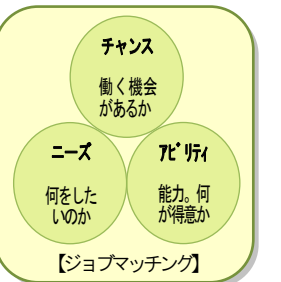 チャンス
働く機会
があるか
ニーズ
何をした
いのか
ｱﾋﾞﾘﾃｨ
能力。何
が得意か
【ジョブマッチング】